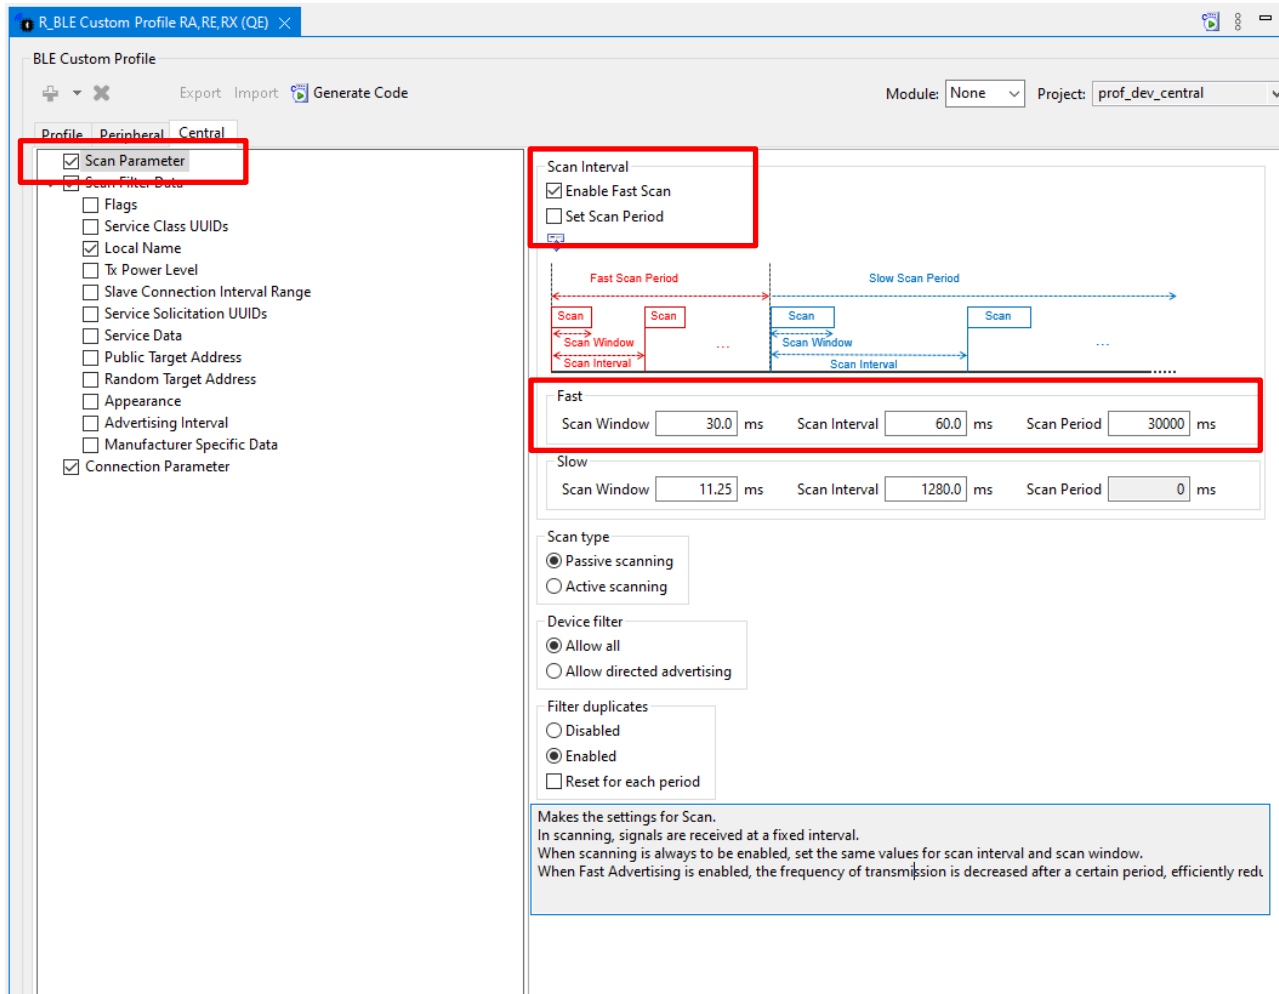 R_BLE Custom Profile RA,RE,RX (QE)
BLE Custom Profile
Export Import Generate Code Module: None Project: prof_dev_central
Profile Peripheral Central
Scan Parameter
Scan Filter Data
Flags
Service Class UUIDs
Local Name
Tx Power Level
Slave Connection Interval Range
Service Solicitation UUIDs
Service Data
Public Target Address
Random Target Address
Appearance
Advertising Interval
Manufacturer Specific Data
Connection Parameter
Scan Interval
Enable Fast Scan
Set Scan Period
Fast Scan Period Slow Scan Period
Scan Scan Scan Scan
Scan Window ... Scan Window ...
Scan Interval Scan Interval
Fast
Scan Window 30.0 ms Scan Interval 60.0 ms Scan Period 30000 ms
Slow
Scan Window 11.25 ms Scan Interval 1280.0 ms Scan Period 0 ms
Scan type
Passive scanning
Active scanning
Device filter
Allow all
Allow directed advertising
Filter duplicates
Disabled
Enabled
Reset for each period
Makes the settings for Scan.
In scanning, signals are received at a fixed interval.
When scanning is always to be enabled, set the same values for scan interval and scan window.
When Fast Advertising is enabled, the frequency of transmission is decreased after a certain period, efficiently redu